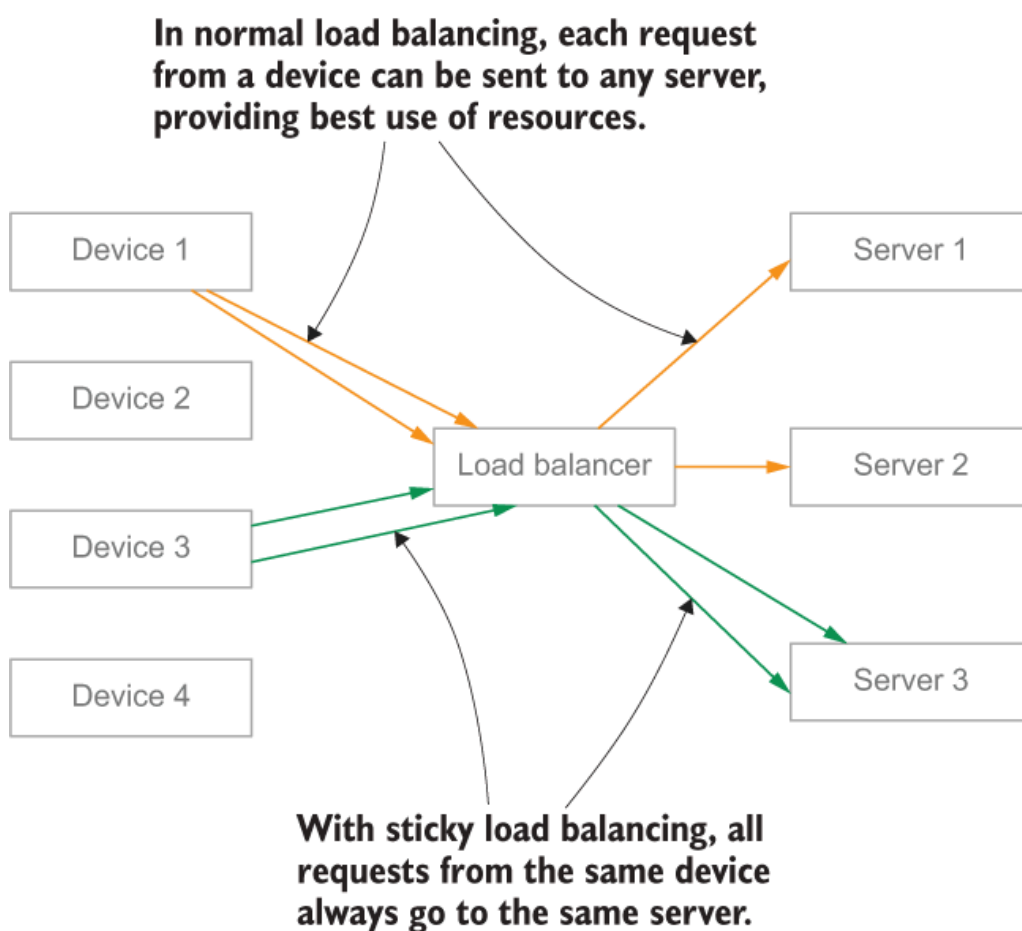 In normal load balancing, each request
from a device can be sent to any server,
providing best use of resources.
Device 1
Server 1
Device 2
Load balancer
Server 2
Device 3
Device 4
Server 3
With sticky load balancing, all
requests from the same device
always go to the same server.